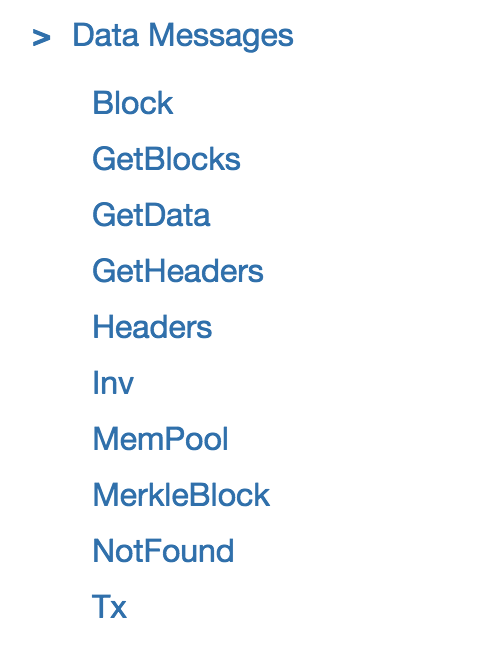 > Data Messages
Block
GetBlocks
GetData
GetHeaders
Headers
Inv
MemPool
MerkleBlock
NotFound
Tx